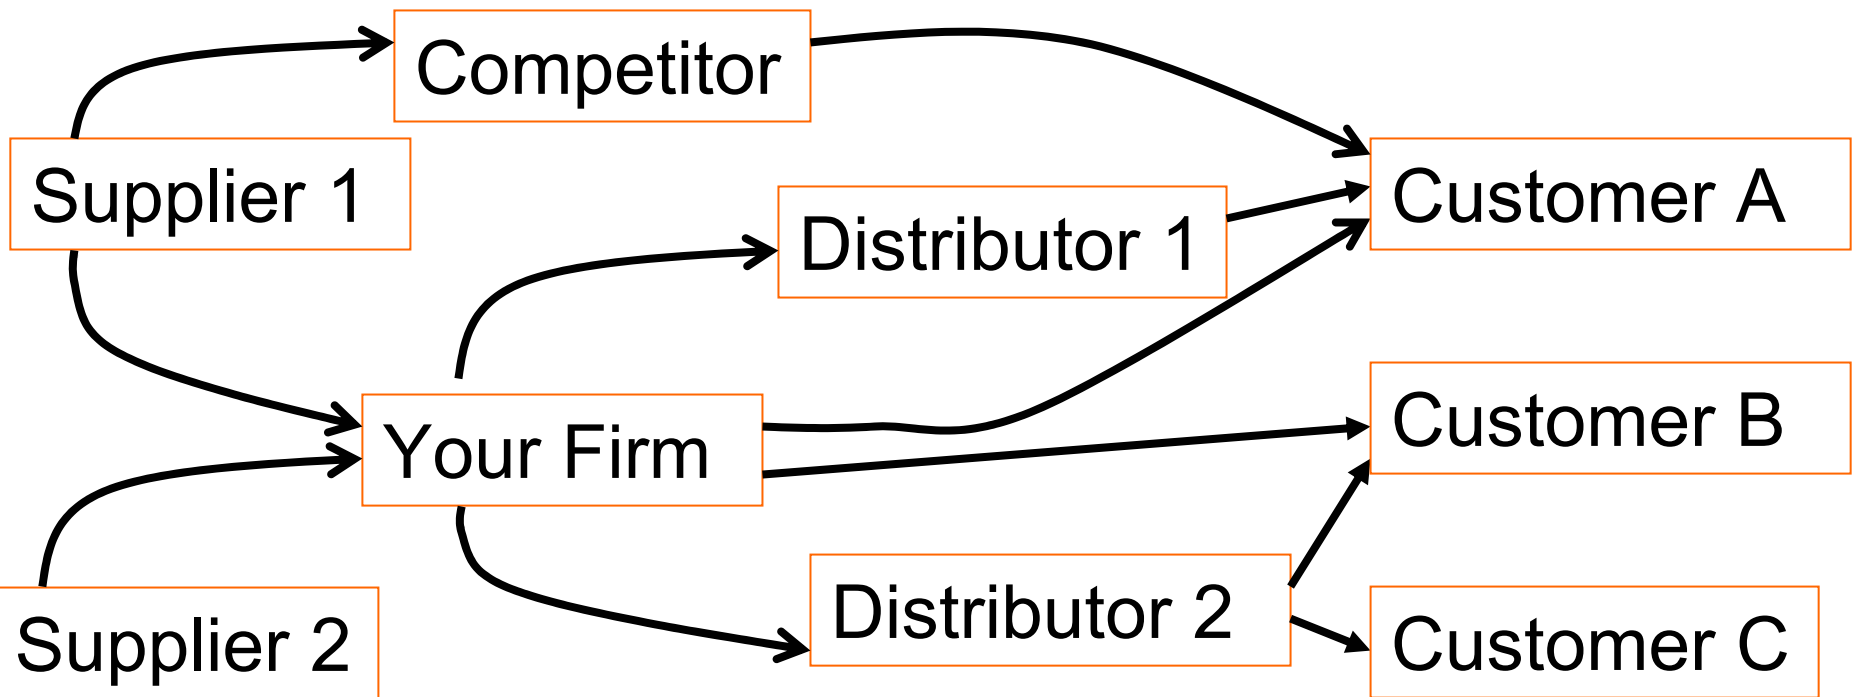 Competitor
Supplier 1
Customer A
Distributor 1
Your Firm
Customer B
Distributor 2
Supplier 2
Customer C